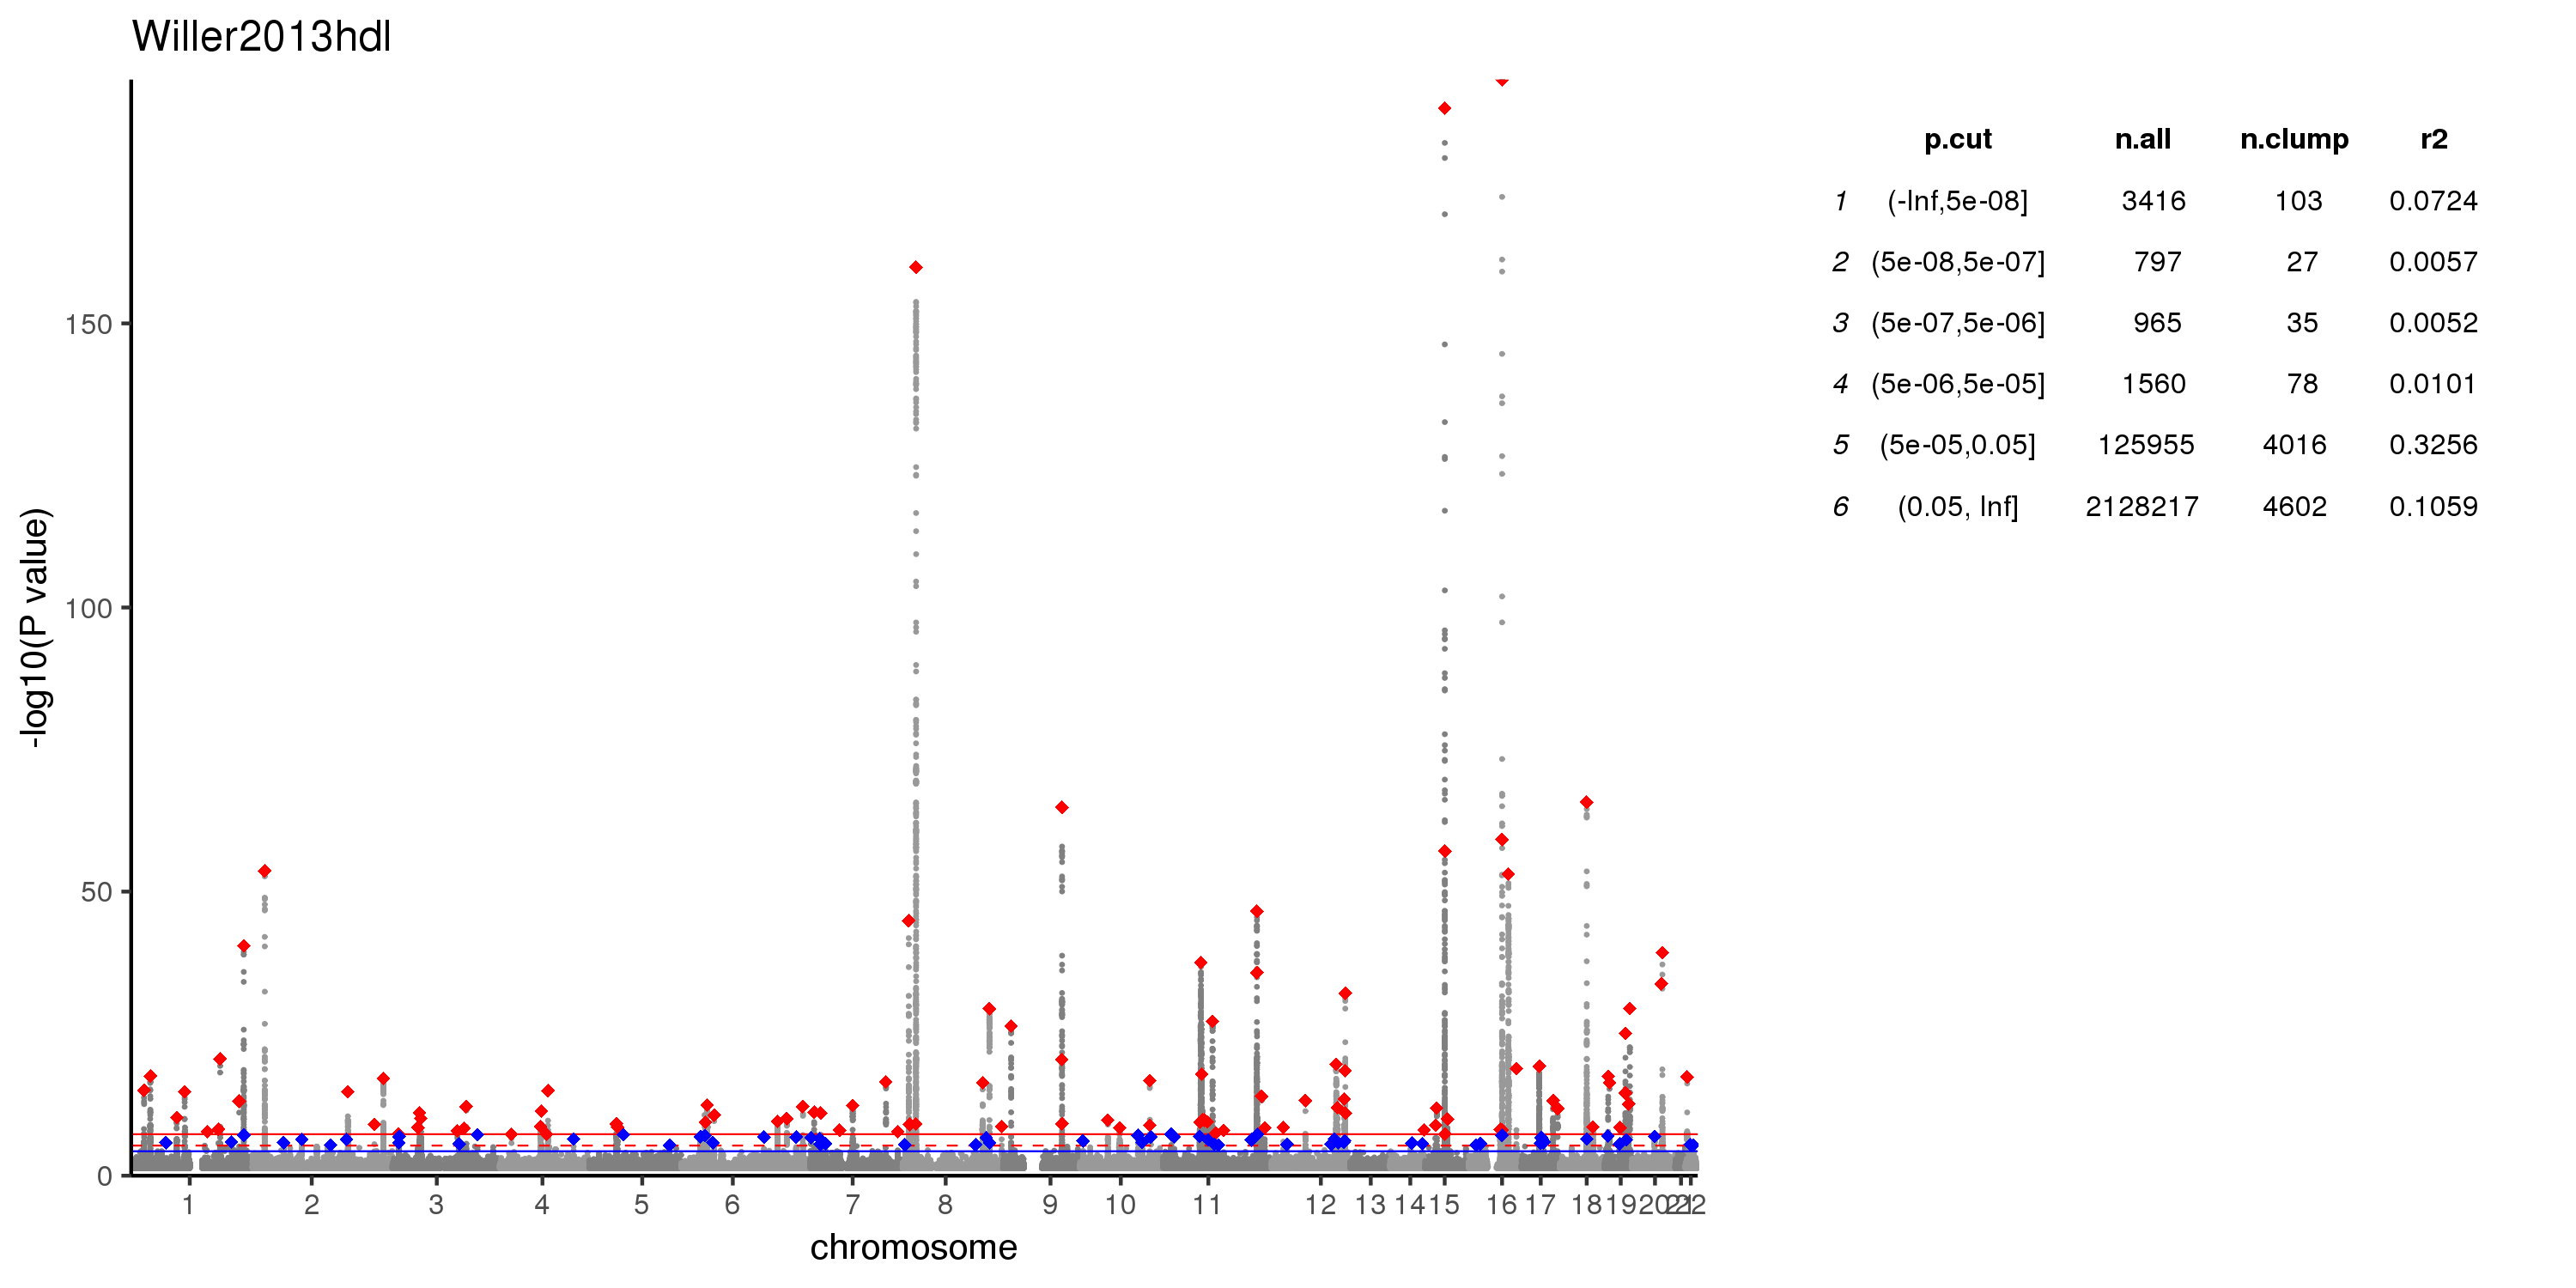 Willer2013hdl
-log10(P value)
150
100
50
0
1 2 3 4 5 6 7 8 9 10 11 12 13 14 15 16 17 18 19 20 21 22
chromosome
p.cut n.all n.clump r2
1 (-Inf,5e-08] 3416 103 0.0724
2 (5e-08,5e-07] 797 27 0.0057
3 (5e-07,5e-06] 965 35 0.0052
4 (5e-06,5e-05] 1560 78 0.0101
5 (5e-05,0.05] 125955 4016 0.3256
6 (0.05, Inf] 2128217 4602 0.1059